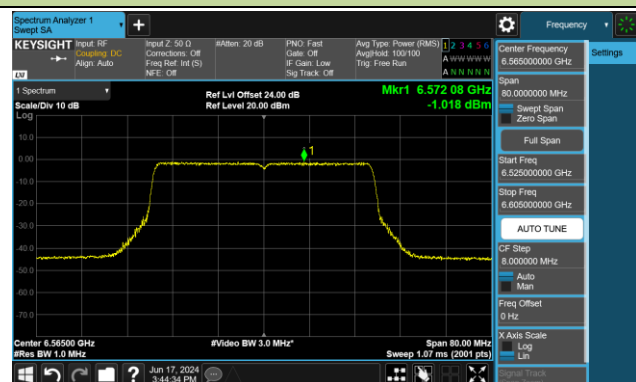 Spectrum Analyzer 1
Swept SA
+
Frequency
KEYSIGHT
Input: RF
Coupling: DC
Align: Auto
Input Z: 50 Ω
Corrections: Off
Freq Ref: Int (S)
NFE: Off
#Atten: 20 dB
PNO: Fast
Gate: Off
IF Gain: Low
Sig Track: Off
Avg Type: Power (RMS)
Avg|Hold: 100/100
Trig: Free Run
1 2 3 4 5 6
A W W W W W
A N N N N N
LXI
Settings
1 Spectrum
Scale/Div 10 dB
Log
Ref Lvl Offset 24.00 dB
Ref Level 20.00 dBm
Mkr1 6.572 08 GHz
-1.018 dBm
1
10.0
0.00
-10.0
-20.0
-30.0
-40.0
-50.0
-60.0
-70.0
Center 6.56500 GHz
#Res BW 1.0 MHz
#Video BW 3.0 MHz*
Span 80.00 MHz
Sweep 1.07 ms (2001 pts)
Jun 17, 2024
3:44:34 PM
?
Center Frequency
6.565000000 GHz
Span
80.0000000 MHz
Swept Span
Zero Span
Full Span
Start Freq
6.525000000 GHz
Stop Freq
6.605000000 GHz
AUTO TUNE
CF Step
8.000000 MHz
Auto
Man
Freq Offset
0 Hz
X Axis Scale
Log
Lin
Signal Track